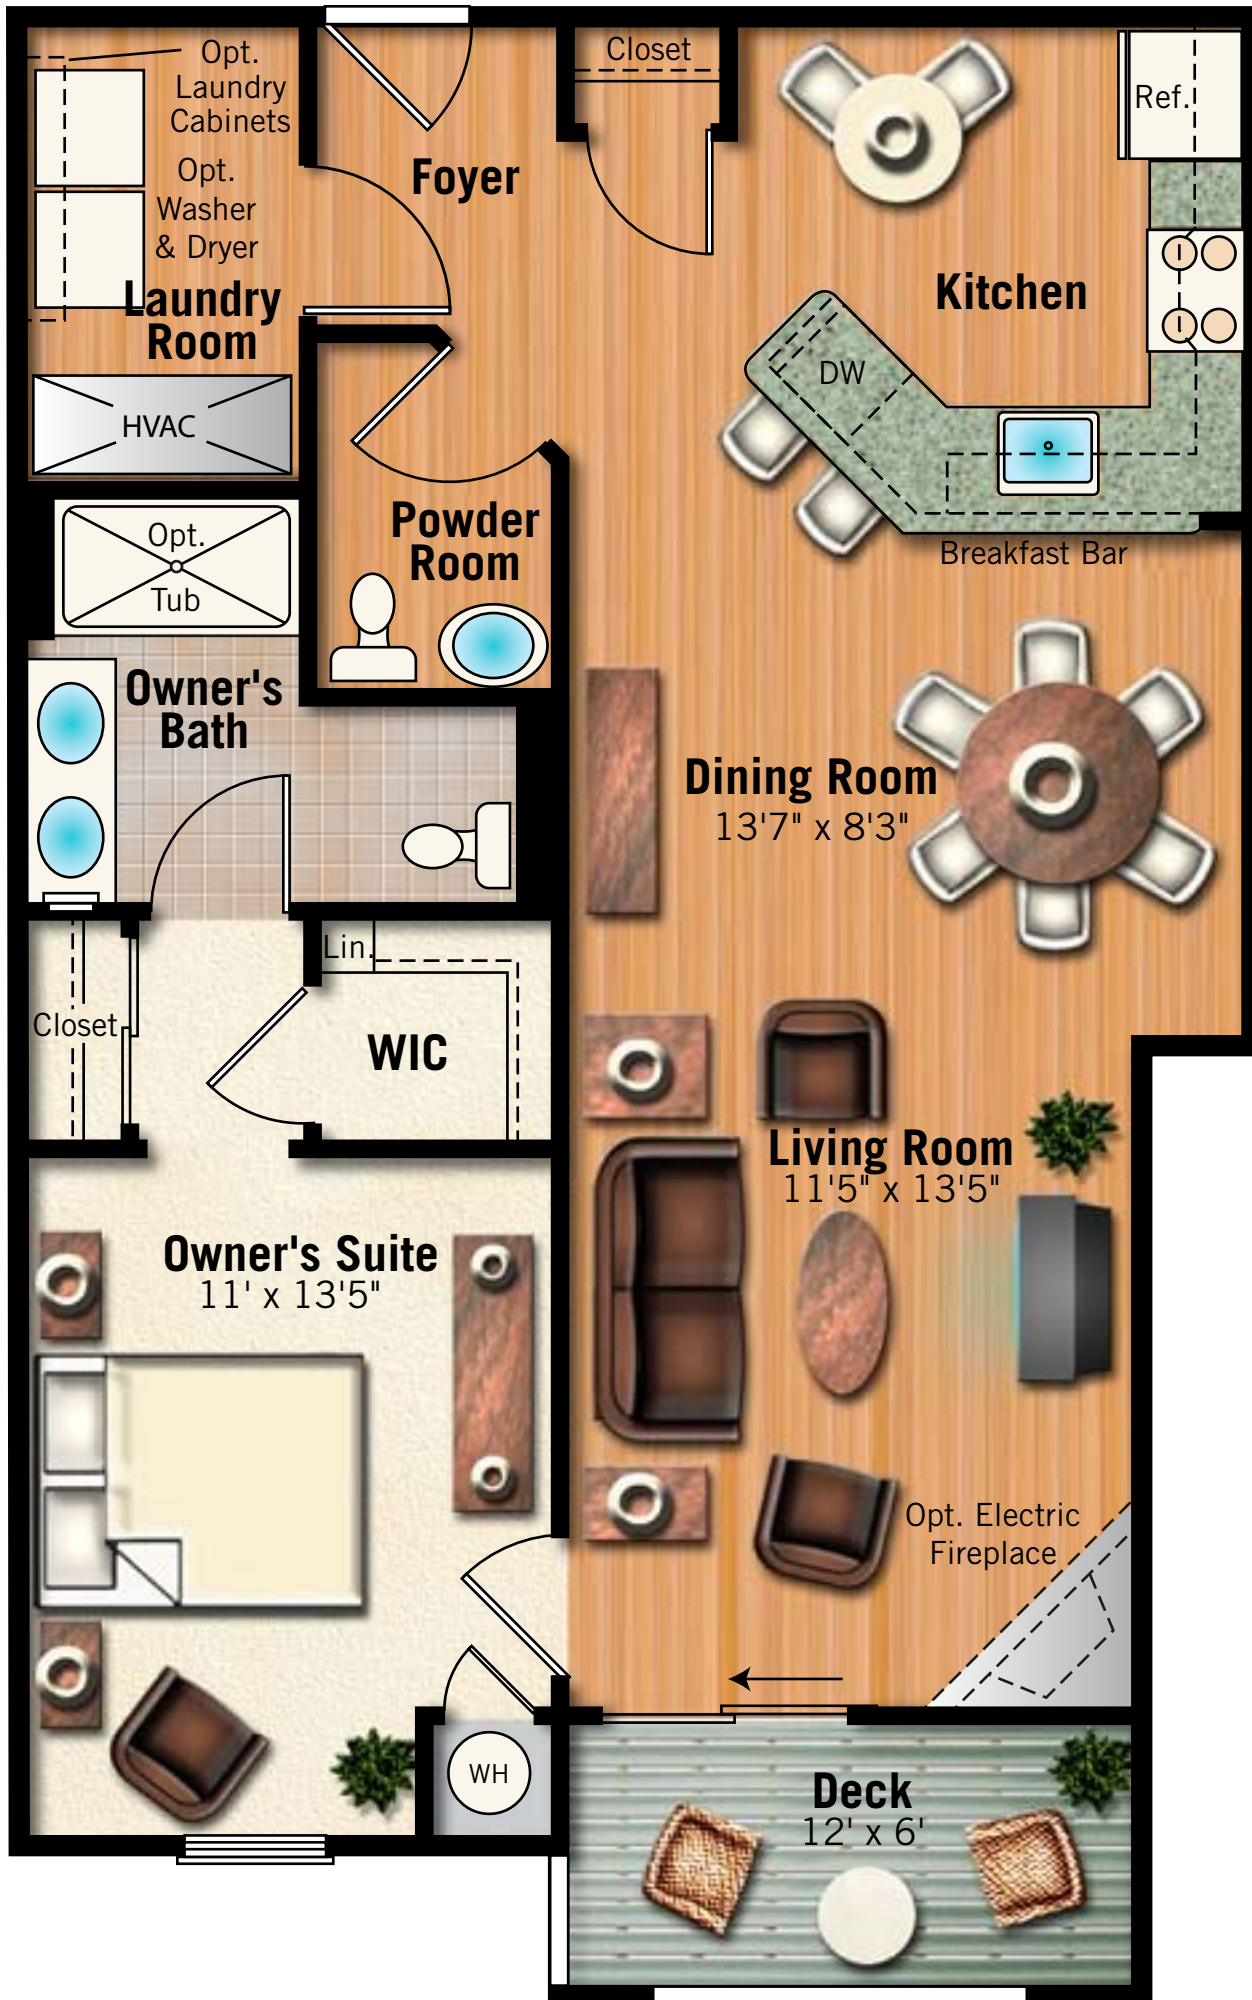 Opt.
Laundry
Cabinets
Opt.
Washer
& Dryer
Laundry
Room
HVAC
Foyer
Closet
Ref.
Kitchen
DW
Breakfast Bar
Powder
Room
Opt.
Tub
Owner's
Bath
Dining Room
13'7" x 8'3"
Lin.
Closet
WIC
Living Room
11'5" x 13'5"
Owner's Suite
11' x 13'5"
Opt. Electric
Fireplace
WH
Deck
12' x 6'